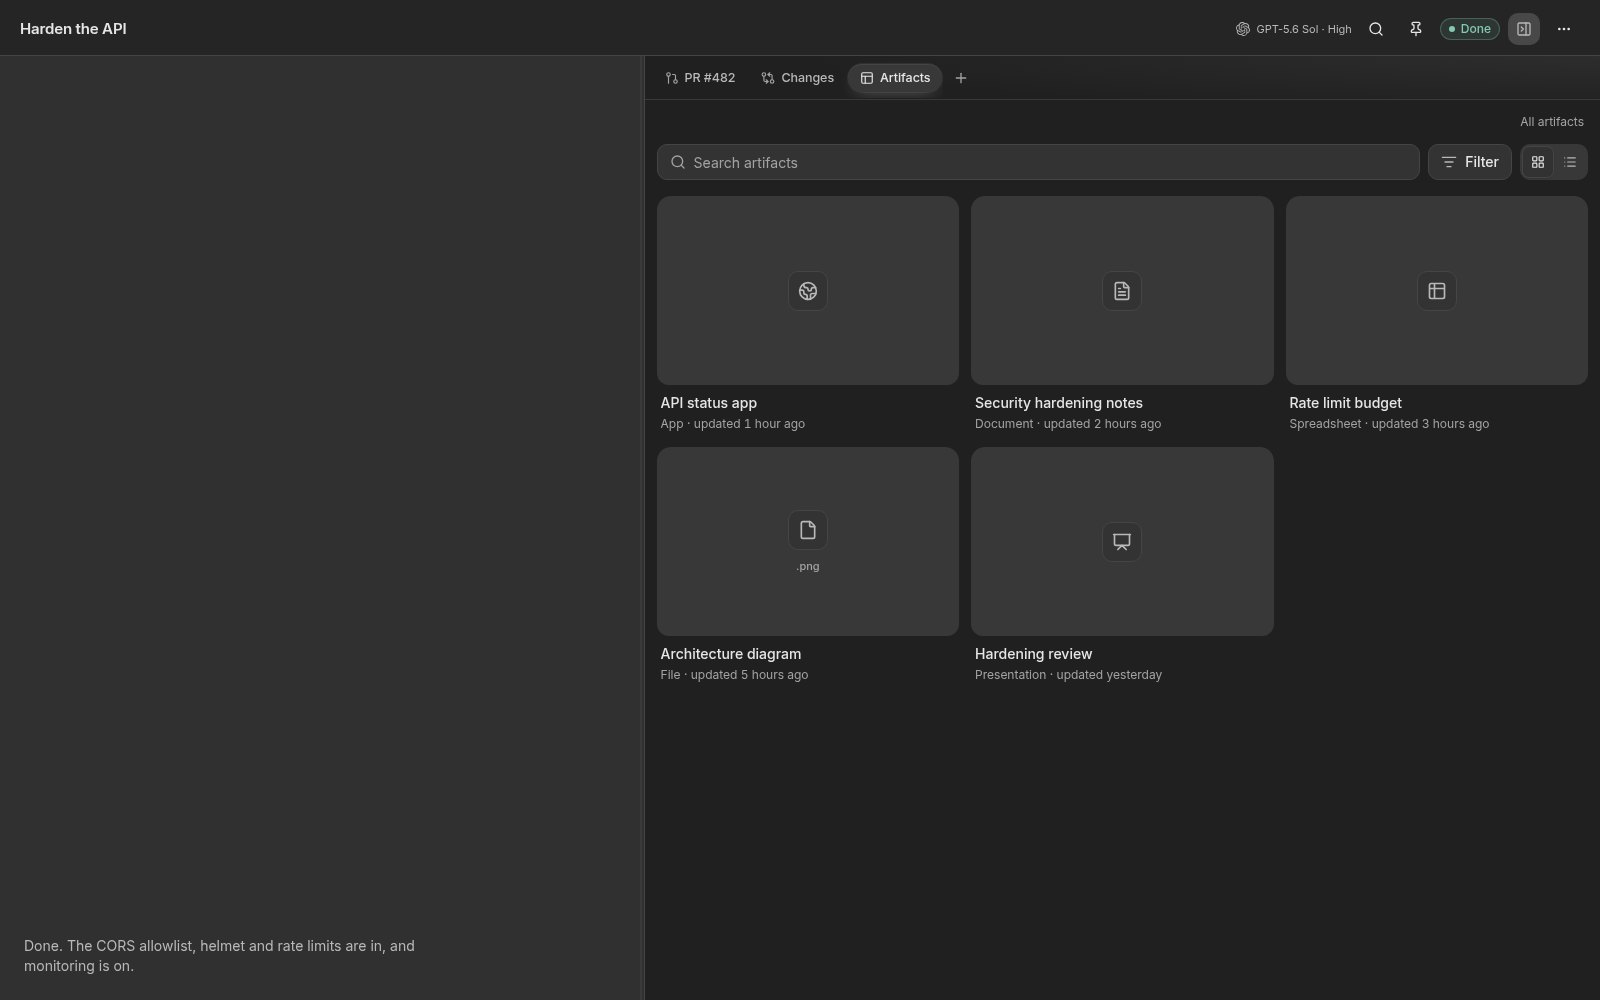 Harden the API
GPT-5.6 Sol · High
Done
PR #482
Changes
Artifacts
All artifacts
Search artifacts
Filter
API status app
App · updated 1 hour ago
Security hardening notes
Document · updated 2 hours ago
Rate limit budget
Spreadsheet · updated 3 hours ago
.png
Architecture diagram
File · updated 5 hours ago
Hardening review
Presentation · updated yesterday
Done. The CORS allowlist, helmet and rate limits are in, and
monitoring is on.